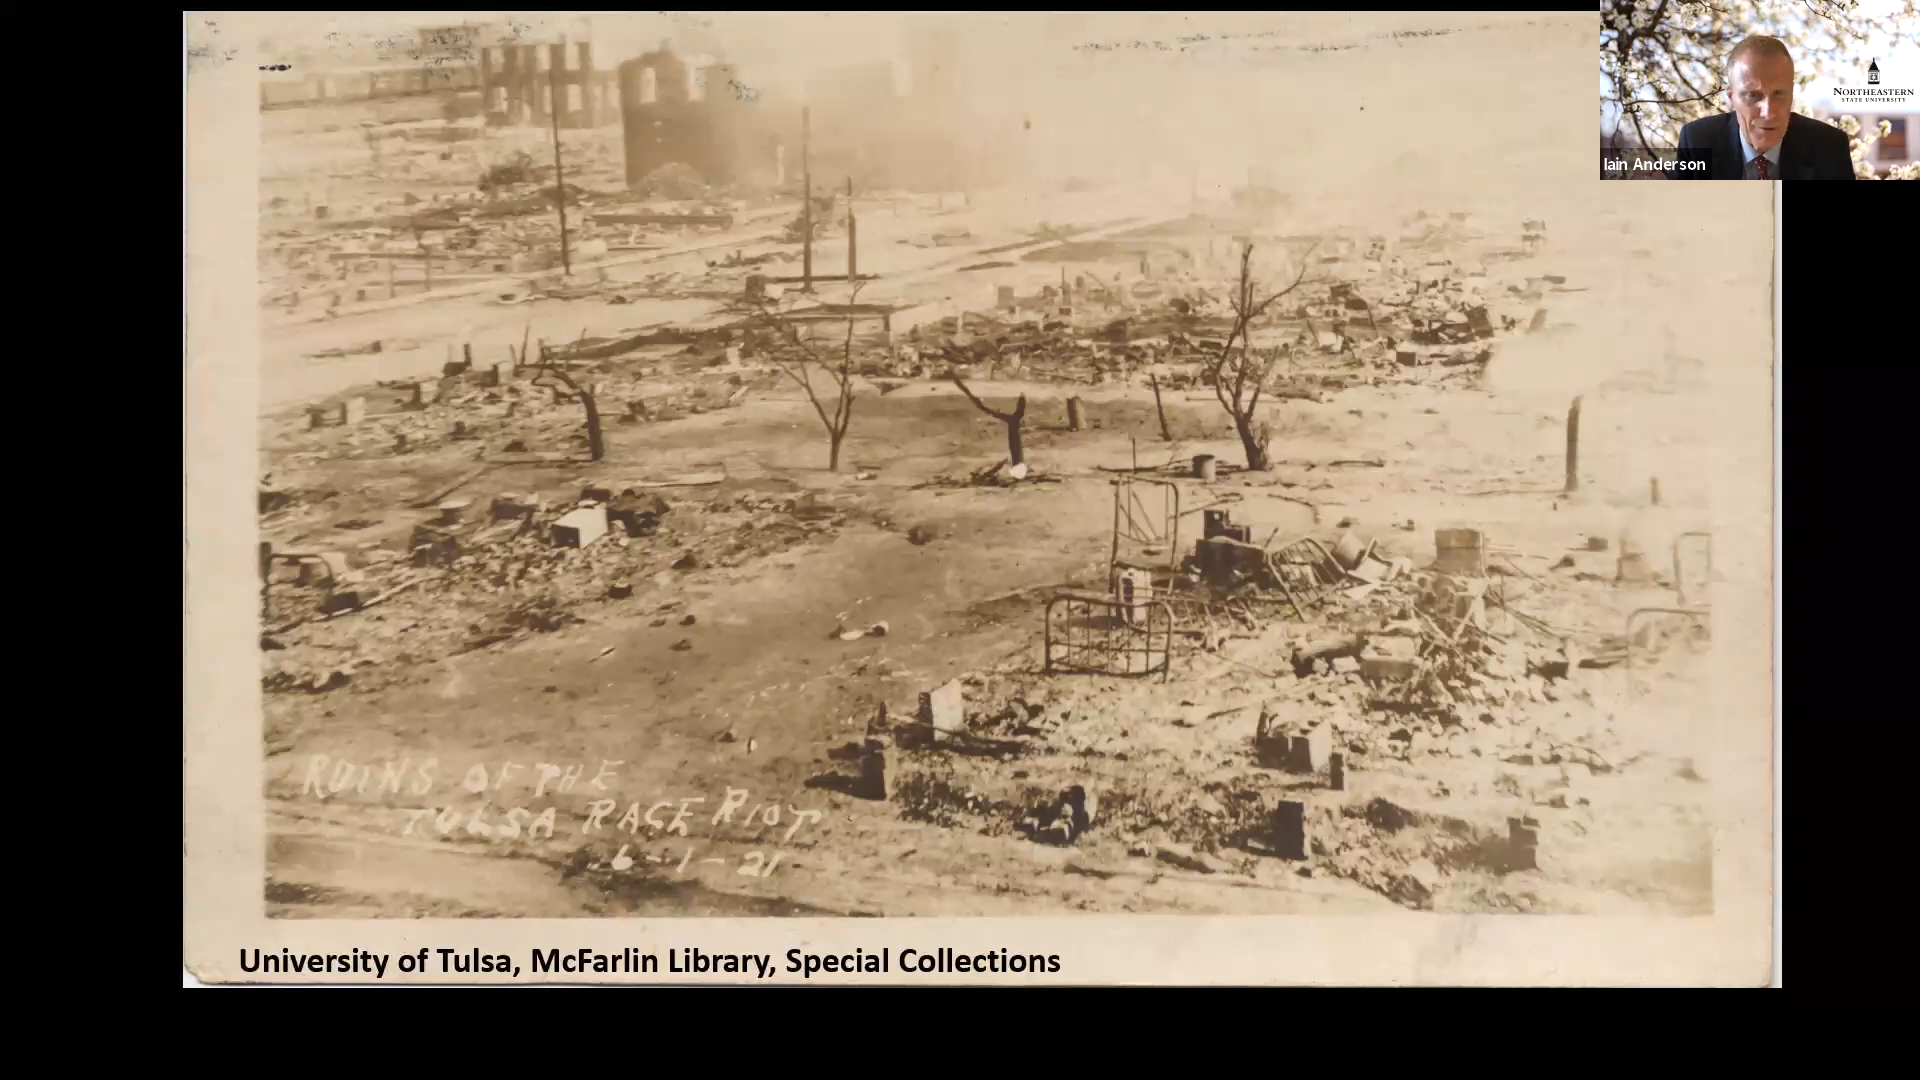 NORTHEASTERN
STATE UNIVERSITY
Iain Anderson
RUINS OF THE
TULSA RACE RIOT
6-1-21
University of Tulsa, McFarlin Library, Special Collections